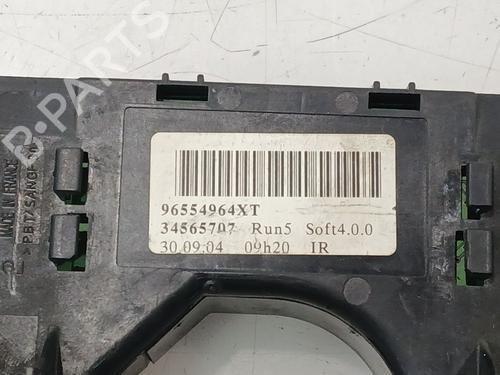 B-PARTS
96554964XT
34565707 Run5 Soft4.0.0
30.09.04 09h20 IR
MADE IN FRANCE